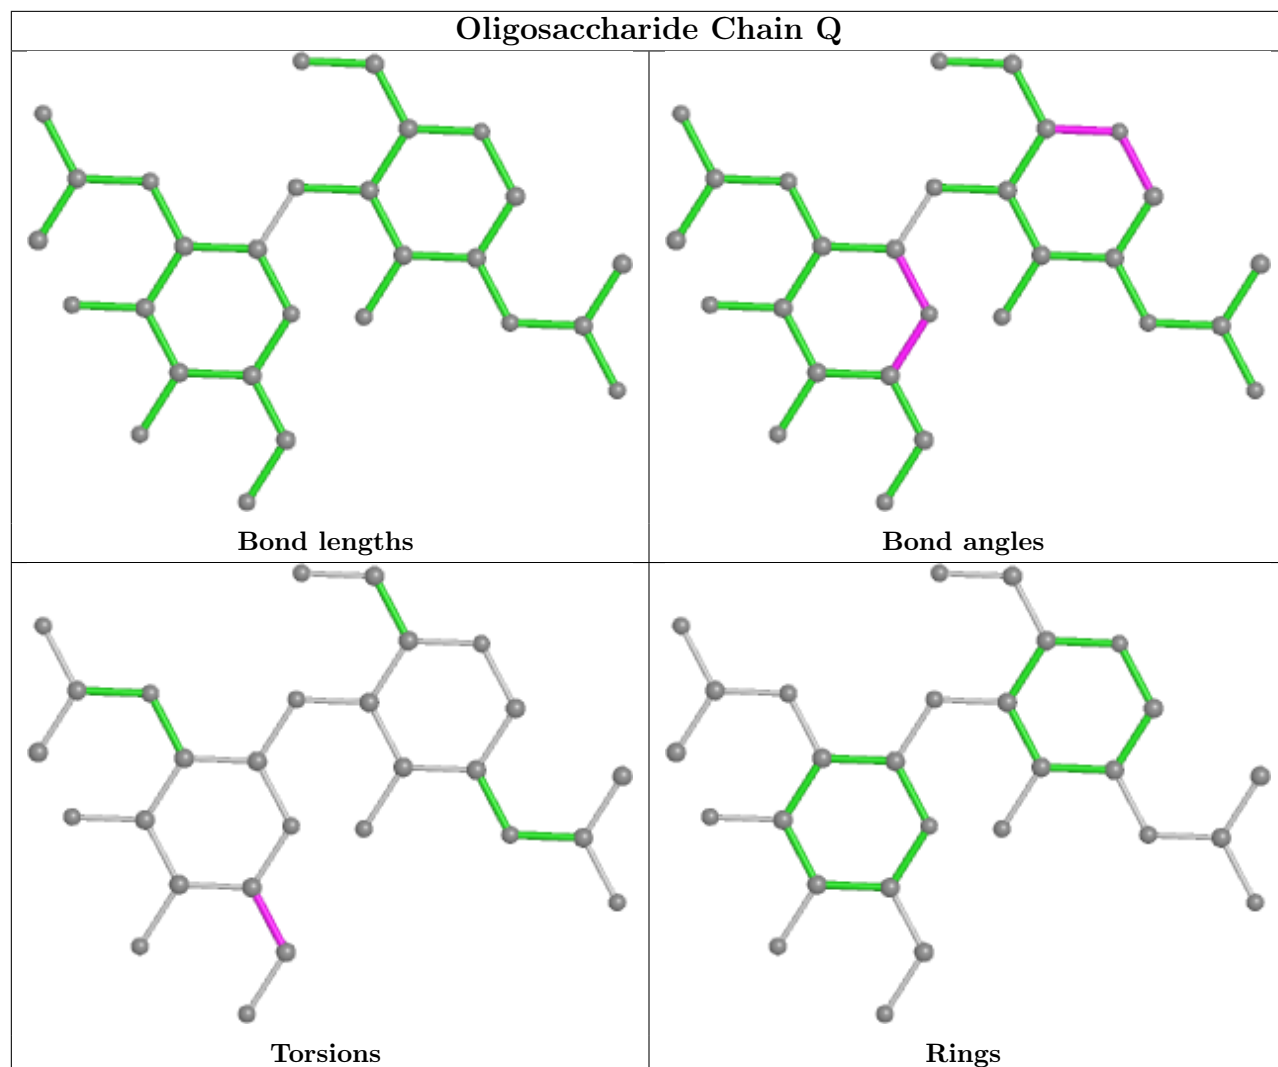 Oligosaccharide Chain Q
Bond lengths
Bond angles
Torsions
Rings